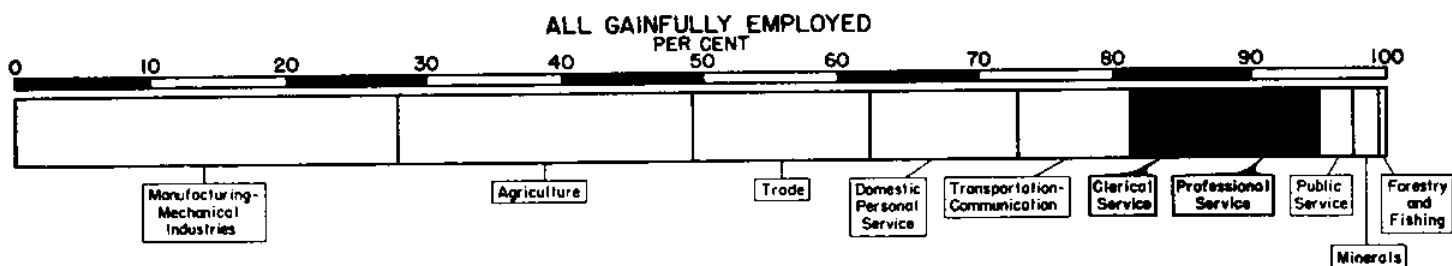 ALL GAINFULLY EMPLOYED
PER CENT
0 10 20 30 40 50 60 70 80 90 100
Manufacturing-
Mechanical
Industries
Agriculture
Trade
Domestic
Personal
Service
Transportation-
Communication
Clerical
Service
Professional
Service
Public
Service
Forestry
and
Fishing
Minerals